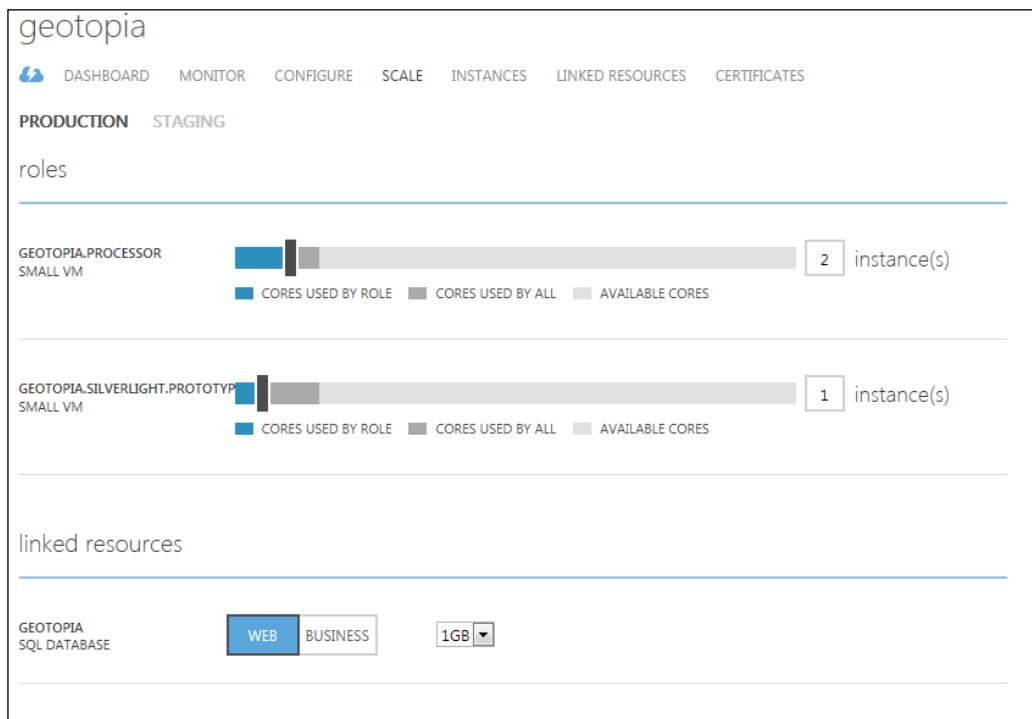 geotopia
DASHBOARD MONITOR CONFIGURE SCALE INSTANCES LINKED RESOURCES CERTIFICATES
PRODUCTION STAGING
roles
GEOTOPIA.PROCESSOR
SMALL VM
2 instance(s)
CORES USED BY ROLE CORES USED BY ALL AVAILABLE CORES
GEOTOPIA.SILVERLIGHT.PROTOTYP
SMALL VM
1 instance(s)
CORES USED BY ROLE CORES USED BY ALL AVAILABLE CORES
linked resources
GEOTOPIA
SQL DATABASE
WEB BUSINESS 1GB